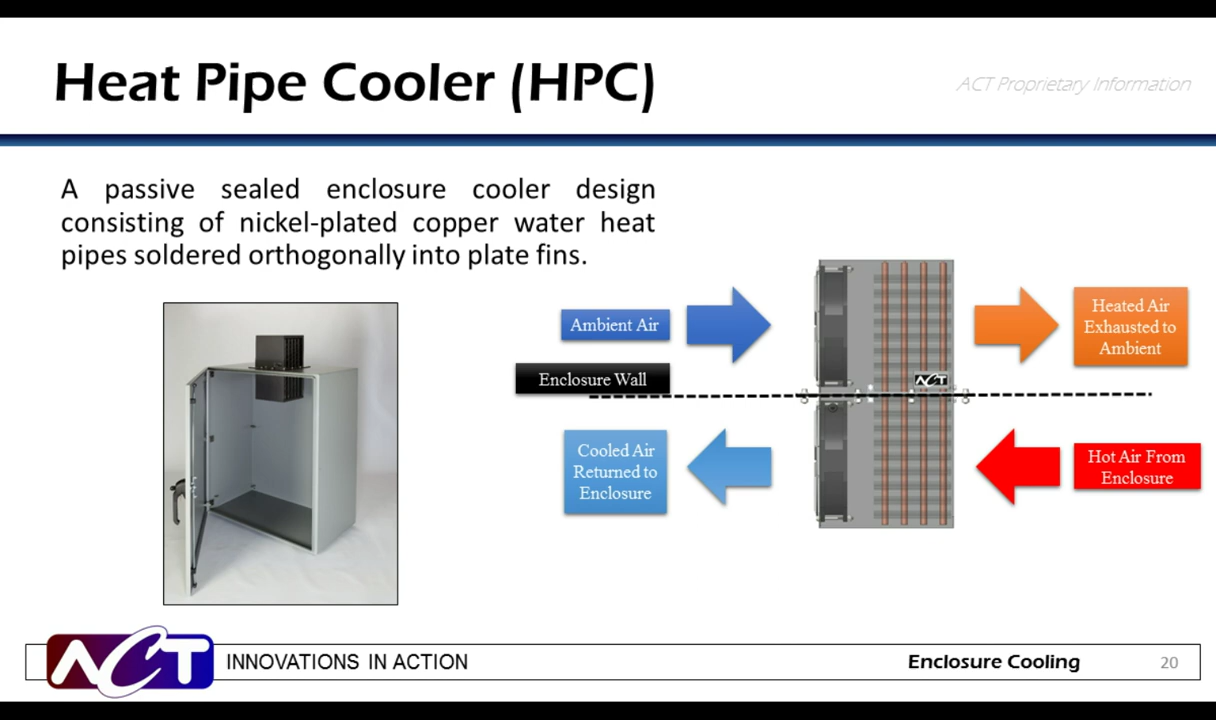 Heat Pipe Cooler (HPC)
ACT Proprietary Information
A passive sealed enclosure cooler design
consisting of nickel-plated copper water heat
pipes soldered orthogonally into plate fins.
Ambient Air
Heated Air
Exhausted to
Ambient
Enclosure Wall
ACT
Cooled Air
Returned to
Enclosure
Hot Air From
Enclosure
ACT
INNOVATIONS IN ACTION
Enclosure Cooling
20